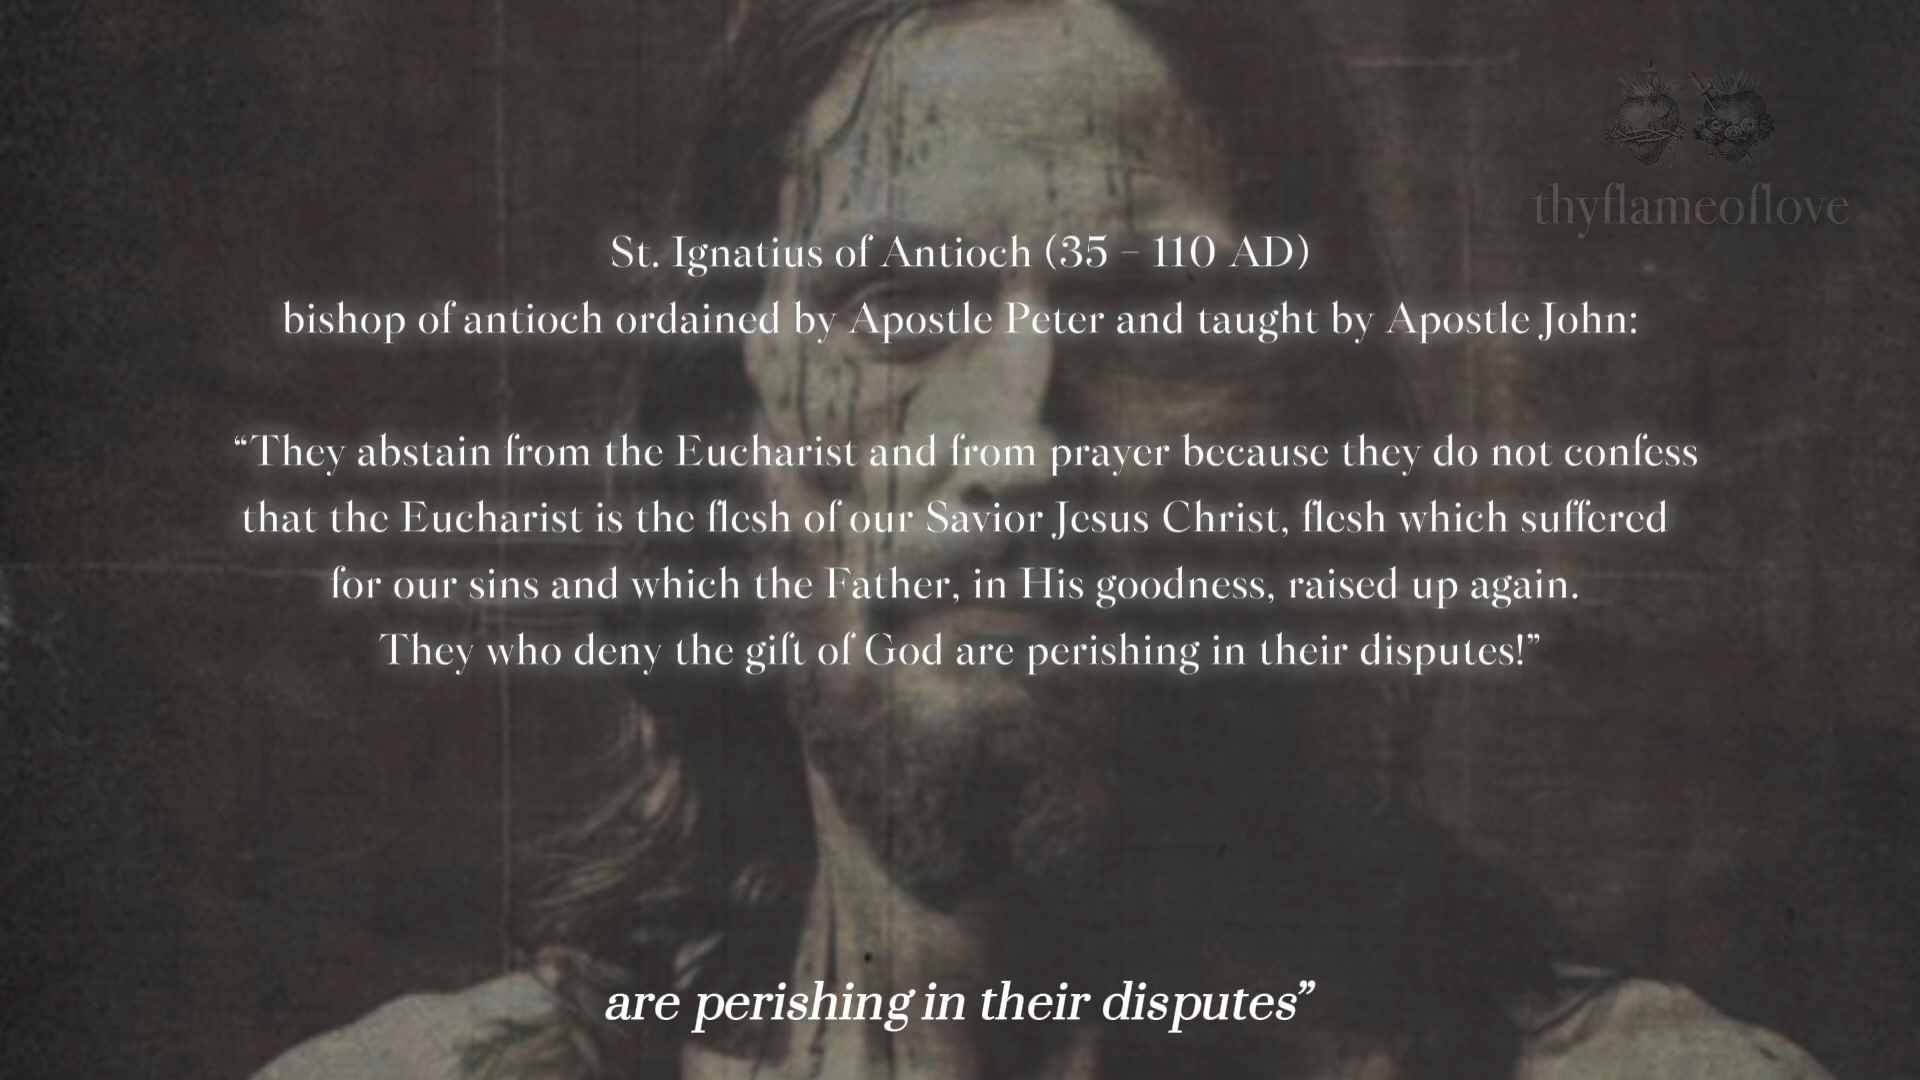 thyflameoflove
St. Ignatius of Antioch (35 – 110 AD)
bishop of antioch ordained by Apostle Peter and taught by Apostle John:
“They abstain from the Eucharist and from prayer because they do not confess
that the Eucharist is the flesh of our Savior Jesus Christ, flesh which suffered
for our sins and which the Father, in His goodness, raised up again.
They who deny the gift of God are perishing in their disputes!”
are perishing in their disputes”